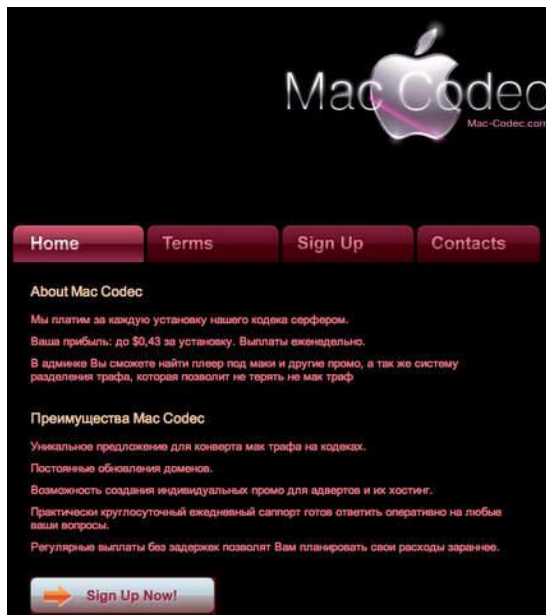 Mac Codec
Mac-Codec.com
Home Terms Sign Up Contacts
About Mac Codec
Мы платим за каждую установку нашего кодека серфером.
Ваша прибыль: до $0,43 за установку. Выплаты еженедельно.
В админке Вы сможете найти плеер под маки и другие промо, а так же систему
разделения трафа, которая позволит не терять не мак траф
Преимущества Mac Codec
Уникальное предложение для конверта мак трафа на кодеках.
Постоянные обновления доменов.
Возможность создания индивидуальных промо для адвертов и их хостинг.
Практически круглосуточный ежедневный саппорт готов ответить оперативно на любые
ваши вопросы.
Регулярные выплаты без задержек позволят Вам планировать свои расходы зараннее.
Sign Up Now!